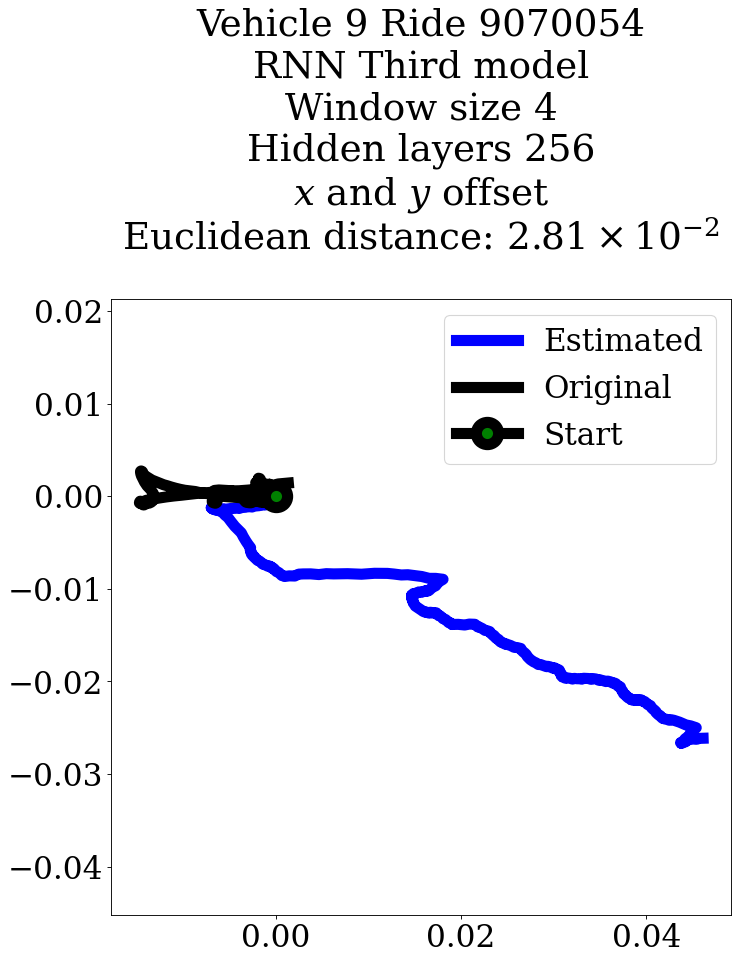 Vehicle 9 Ride 9070054
RNN Third model
Window size 4
Hidden layers 256
x and y offset
Euclidean distance: 2.81 × 10⁻²
Estimated
Original
Start
0.02
0.01
0.00
−0.01
−0.02
−0.03
−0.04
0.00 0.02 0.04